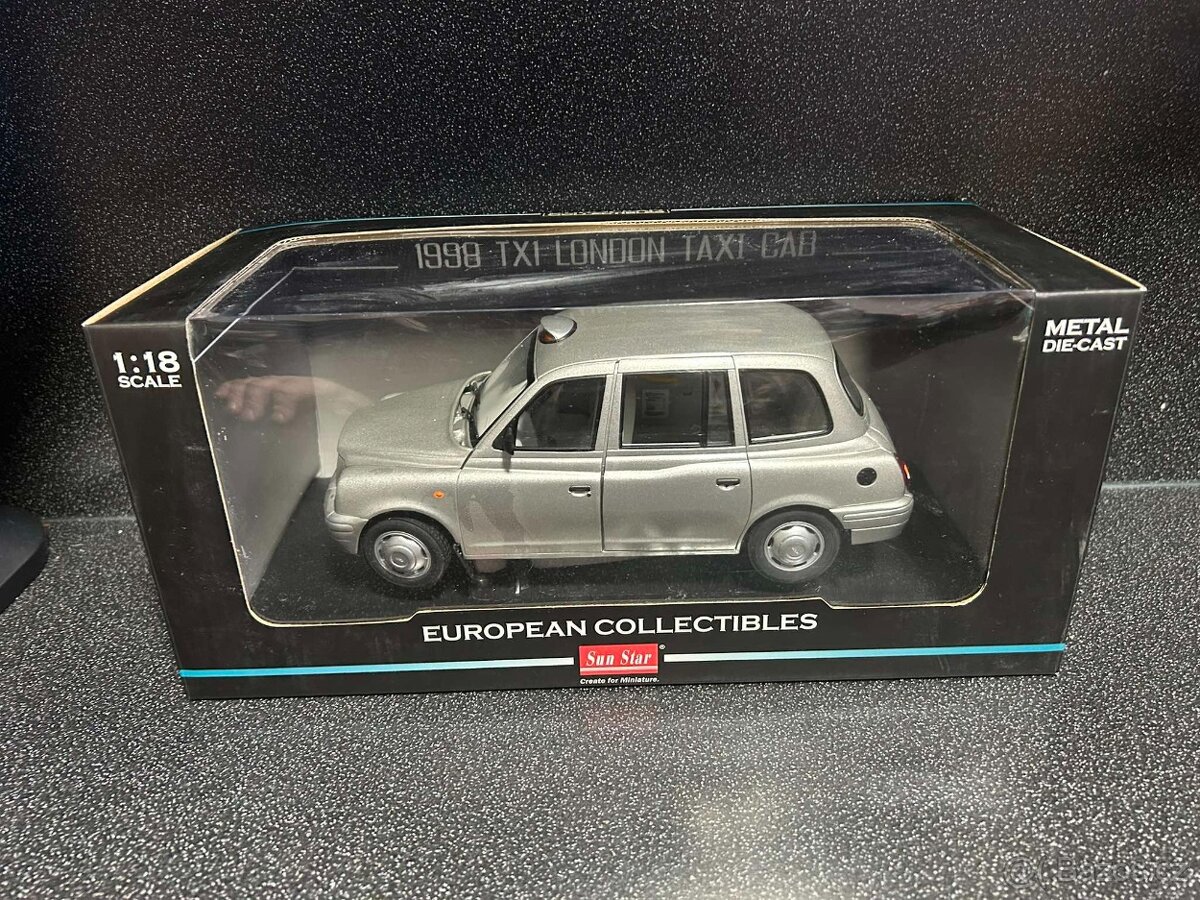 1998 TX1 LONDON TAXI CAB
1:18
SCALE
METAL
DIE-CAST
EUROPEAN COLLECTIBLES
Sun Star®
Create for Miniature.